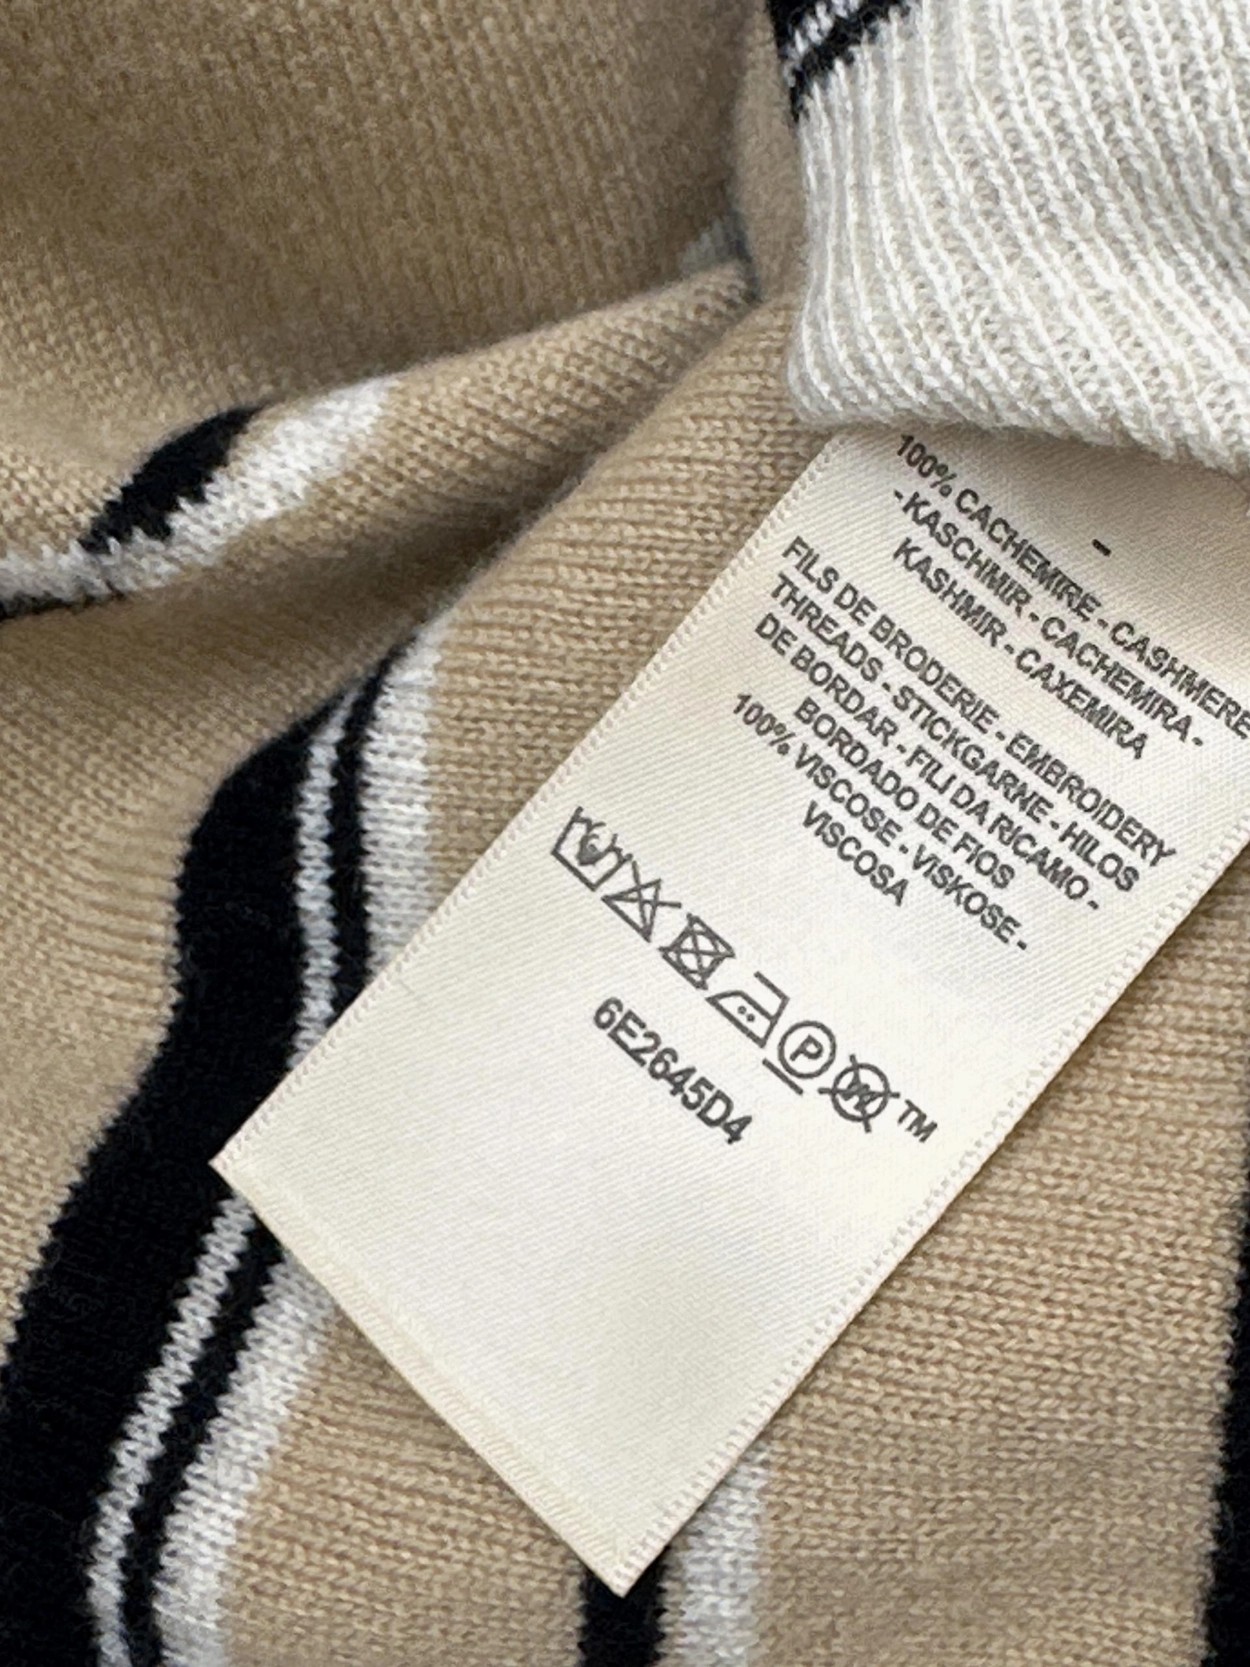 100% CACHEMIRE - CASHMERE
- KASCHMIR - CACHEMIRA -
KASHMIR - CAXEMIRA
FILS DE BRODERIE - EMBROIDERY
THREADS - STICKGARNE - HILOS
DE BORDAR - FILI DA RICAMO -
BORDADO DE FIOS
100% VISCOSE - VISKOSE -
VISCOSA
P W TM
6E2645D4